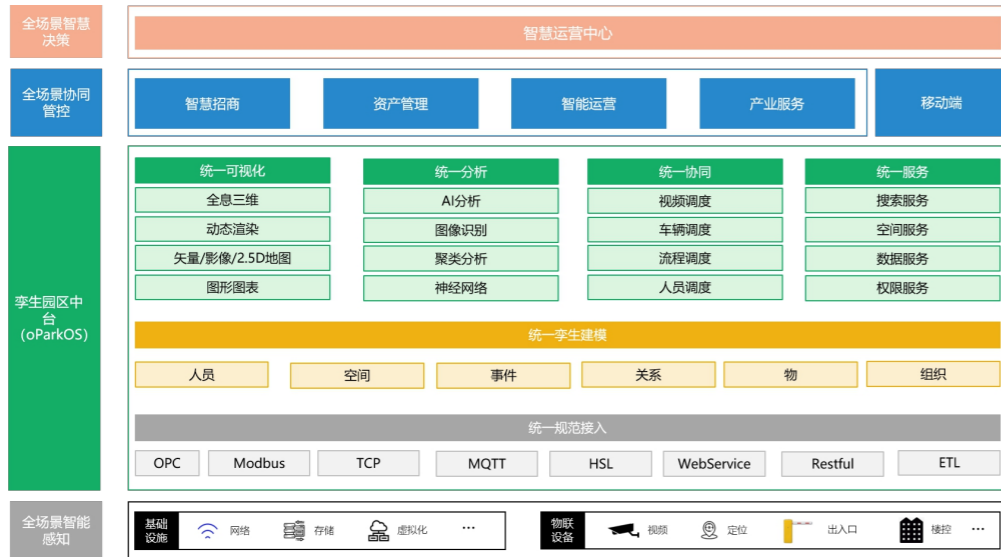 全场景智慧
决策
智慧运营中心
全场景协同
管控
智慧招商
资产管理
智能运营
产业服务
移动端
孪生园区中
台
（oParkOS）
统一可视化
统一分析
统一协同
统一服务
全息三维
AI分析
视频调度
搜索服务
动态渲染
图像识别
车辆调度
空间服务
矢量/影像/2.5D地图
聚类分析
流程调度
数据服务
图形图表
神经网络
人员调度
权限服务
统一孪生建模
人员
空间
事件
关系
物
组织
统一规范接入
OPC
Modbus
TCP
MQTT
HSL
WebService
Restful
ETL
全场景智能
感知
基础
设施
网络
存储
虚拟化
...
物联
设备
视频
定位
出入口
楼控
...